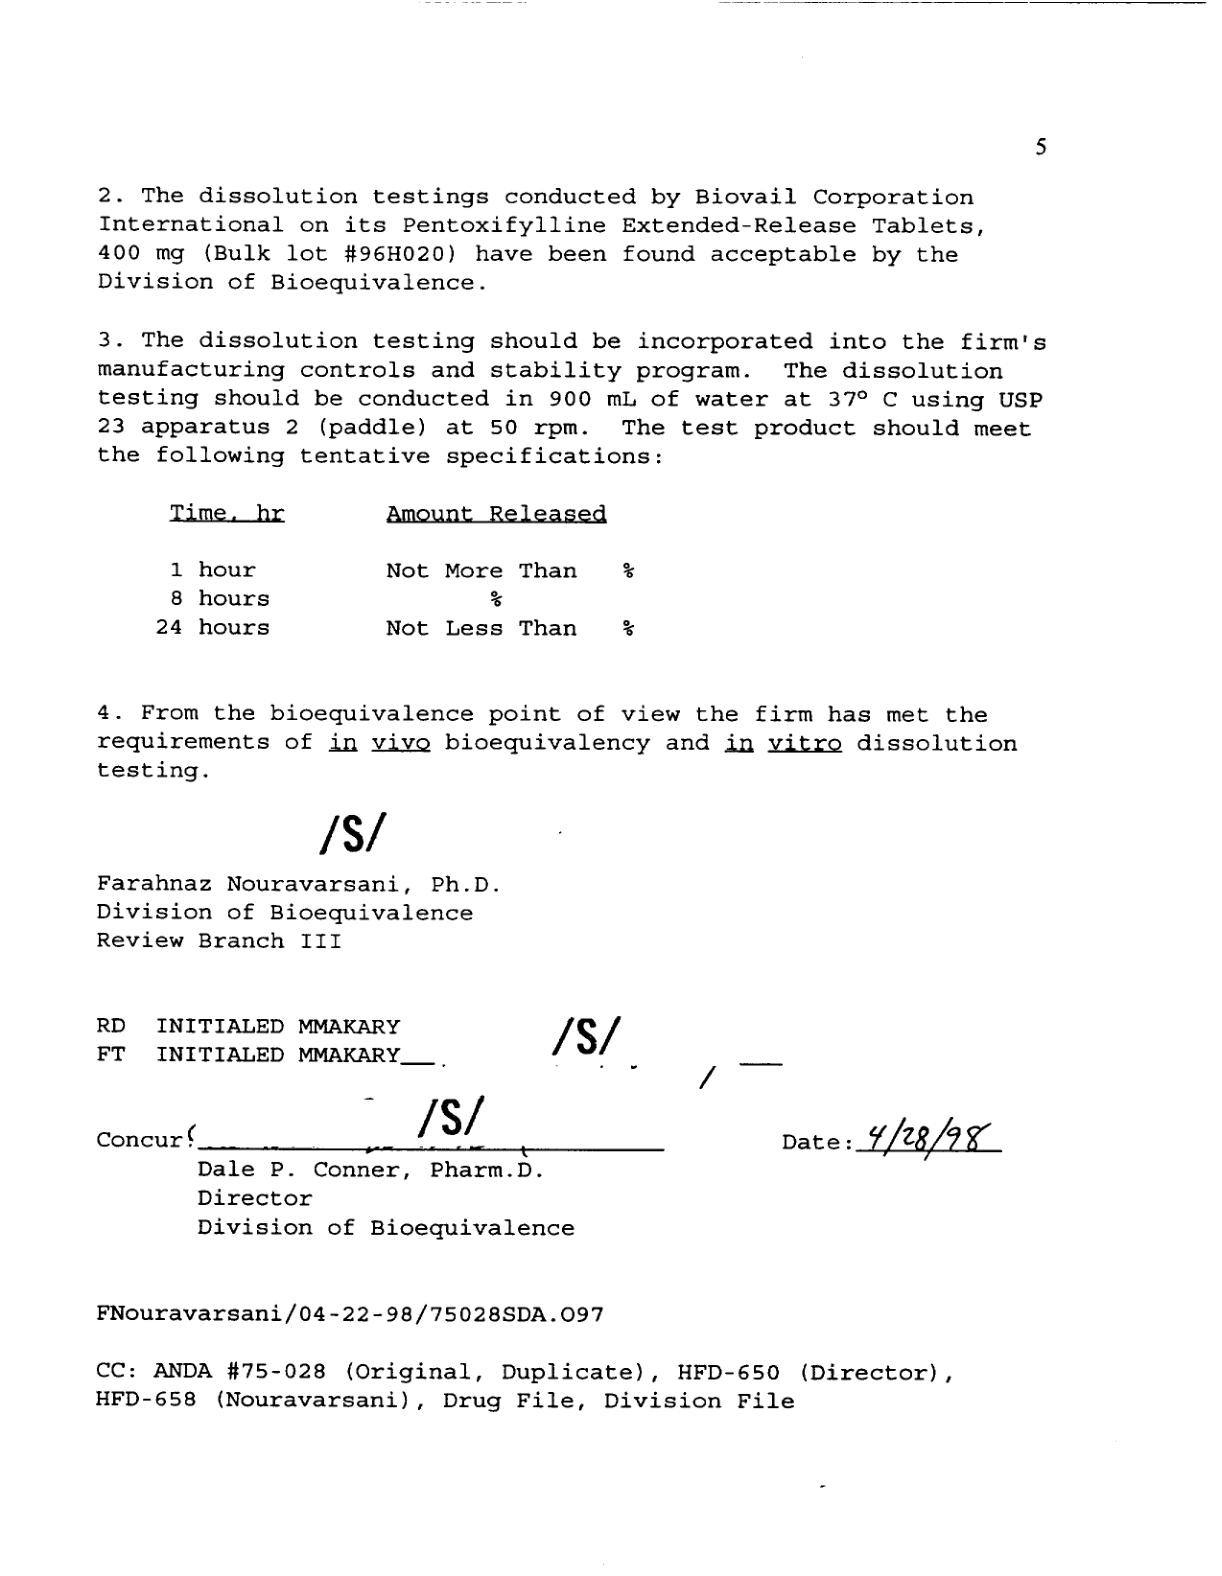 5
2. The dissolution testings conducted by Biovail Corporation
International on its Pentoxifylline Extended-Release Tablets,
400 mg (Bulk lot #96H020) have been found acceptable by the
Division of Bioequivalence.
3. The dissolution testing should be incorporated into the firm's
manufacturing controls and stability program. The dissolution
testing should be conducted in 900 mL of water at 37° C using USP
23 apparatus 2 (paddle) at 50 rpm. The test product should meet
the following tentative specifications:
Time, hr Amount Released
1 hour Not More Than %
8 hours %
24 hours Not Less Than %
4. From the bioequivalence point of view the firm has met the
requirements of in vivo bioequivalency and in vitro dissolution
testing.
/S/
Farahnaz Nouravarsani, Ph.D.
Division of Bioequivalence
Review Branch III
RD INITIALED MMAKARY
FT INITIALED MMAKARY /S/
Concur: /S/ Date: 4/28/98
Dale P. Conner, Pharm.D.
Director
Division of Bioequivalence
FNouravarsani/04-22-98/75028SDA.O97
CC: ANDA #75-028 (Original, Duplicate), HFD-650 (Director),
HFD-658 (Nouravarsani), Drug File, Division File